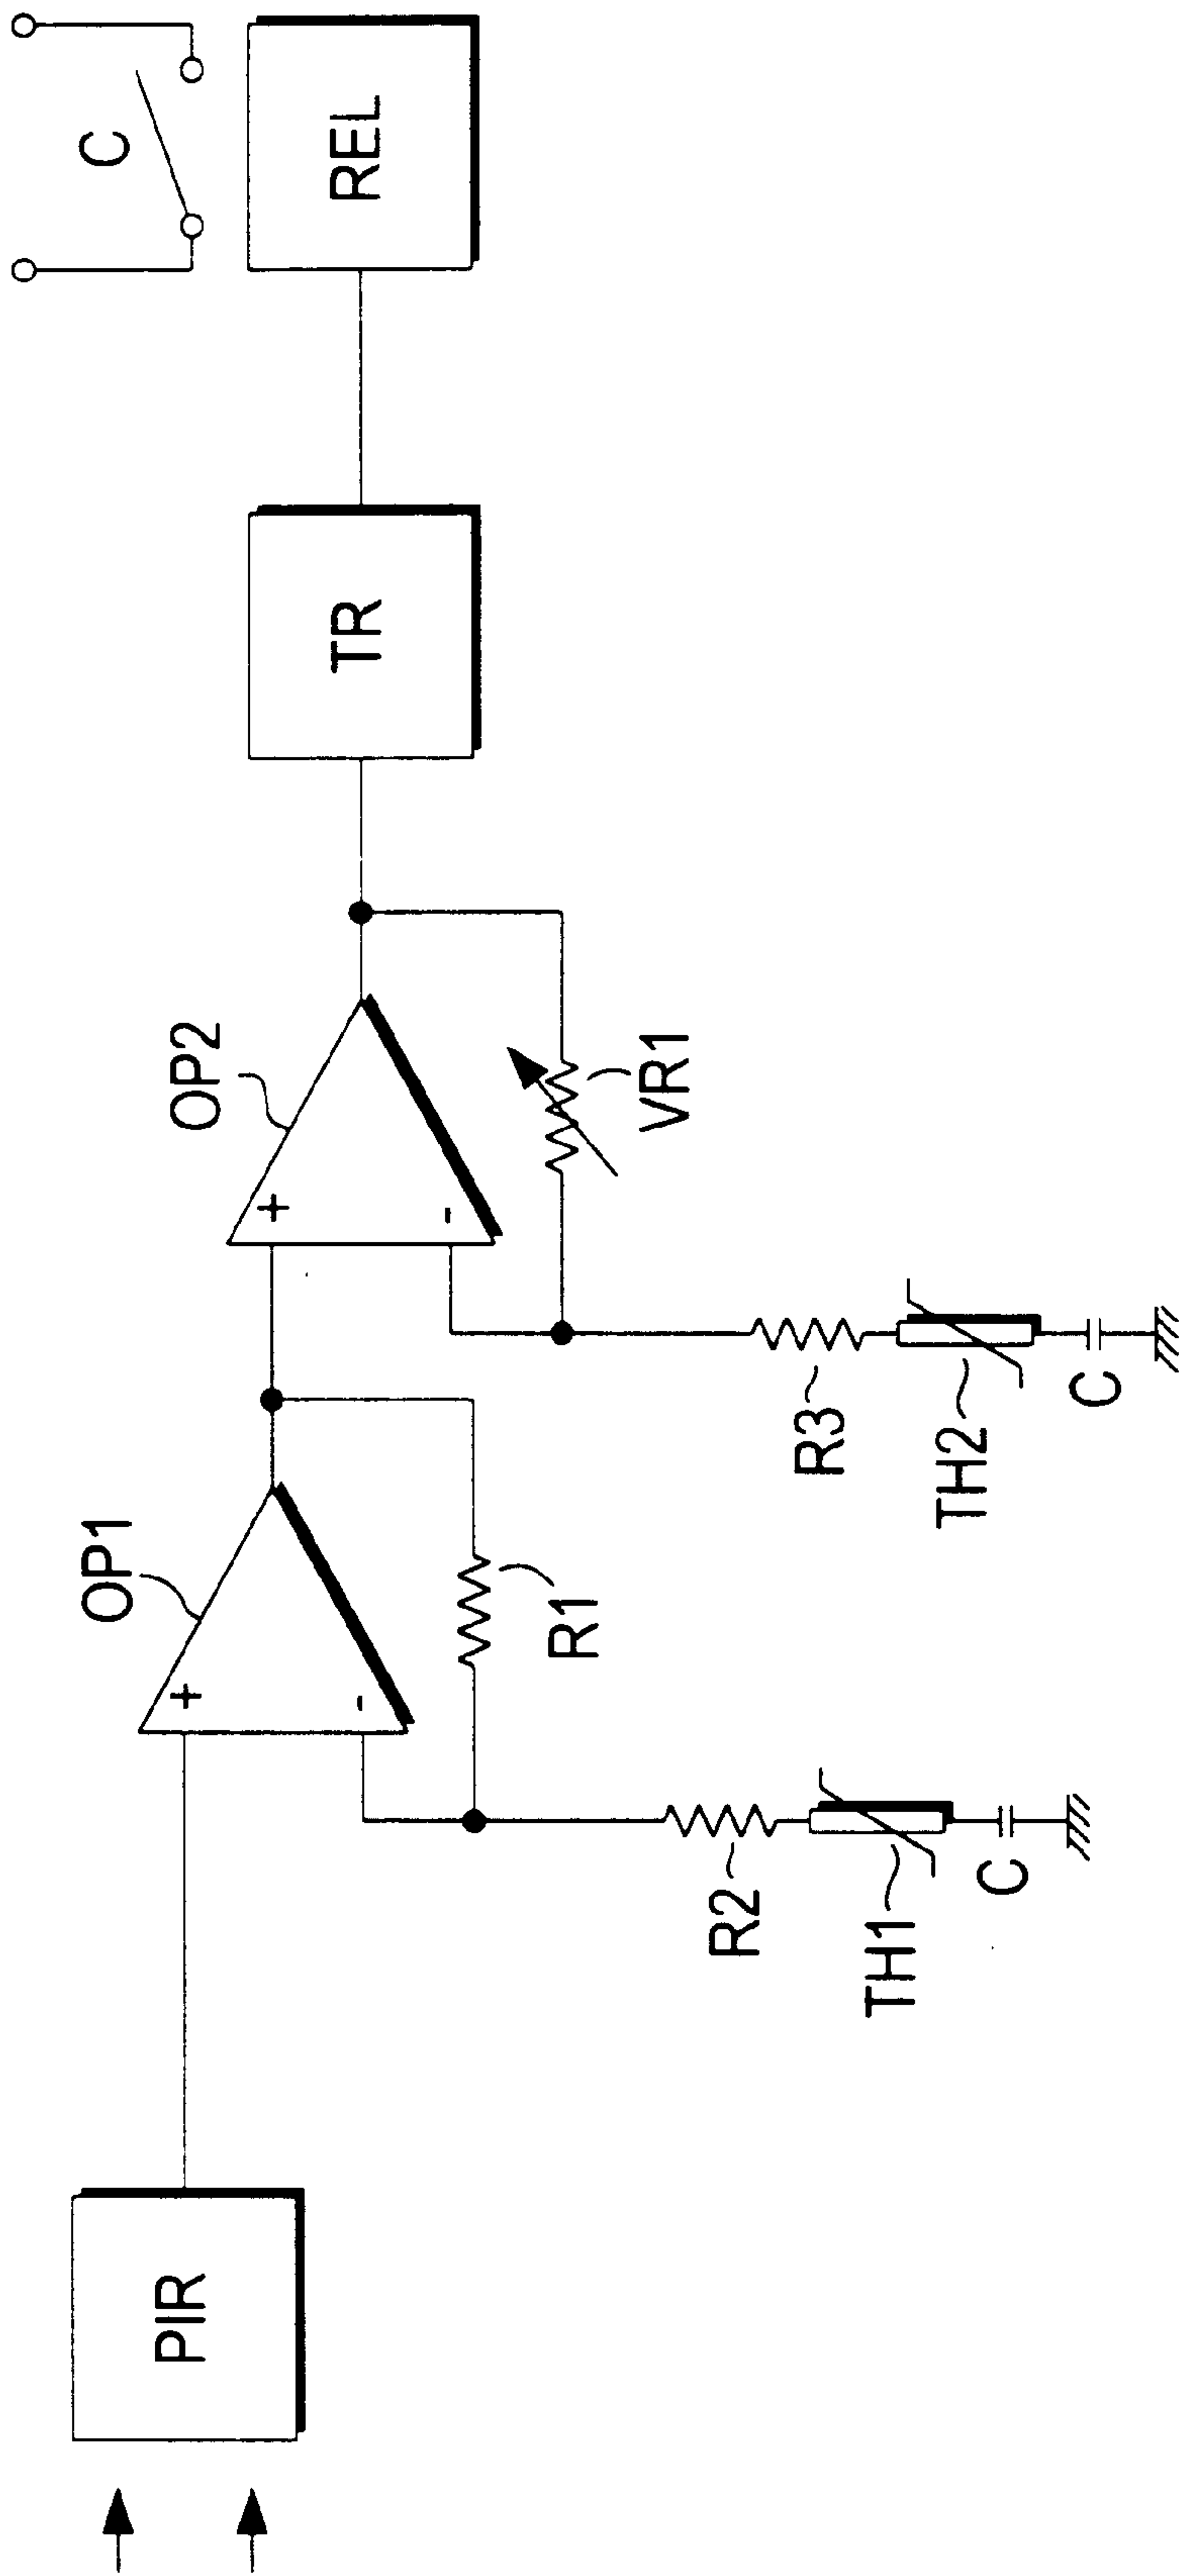 PIR
OP1
+
-
R1
R2
TH1
C
OP2
+
-
VR1
R3
TH2
C
TR
REL
C